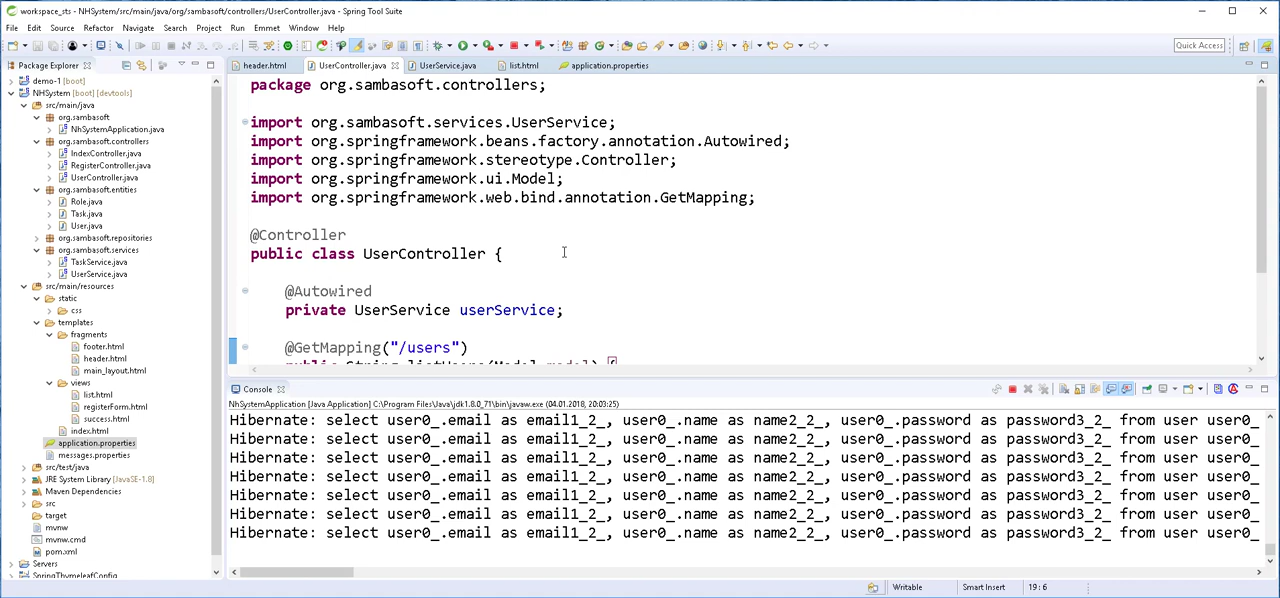 workspace_sts - NHSystem/src/main/java/org/sambasoft/controllers/UserController.java - Spring Tool Suite
File Edit Source Refactor Navigate Search Project Run Emmet Window Help
Quick Access
Package Explorer
demo-1 [boot]
NHSystem [boot] [devtools]
src/main/java
org.sambasoft
NhSystemApplication.java
org.sambasoft.controllers
IndexController.java
RegisterController.java
UserController.java
org.sambasoft.entities
Role.java
Task.java
User.java
org.sambasoft.repositories
org.sambasoft.services
TaskService.java
UserService.java
src/main/resources
static
css
templates
fragments
footer.html
header.html
main_layout.html
views
list.html
registerForm.html
success.html
index.html
application.properties
messages.properties
src/test/java
JRE System Library [JavaSE-1.8]
Maven Dependencies
src
target
mvnw
mvnw.cmd
pom.xml
Servers
SpringThymeleafConfig
header.html UserController.java UserService.java list.html application.properties
package org.sambasoft.controllers;
import org.sambasoft.services.UserService;
import org.springframework.beans.factory.annotation.Autowired;
import org.springframework.stereotype.Controller;
import org.springframework.ui.Model;
import org.springframework.web.bind.annotation.GetMapping;
@Controller
public class UserController {
@Autowired
private UserService userService;
@GetMapping("/users")
public String listUsers(Model model) {
Console
NhSystemApplication [Java Application] C:\Program Files\Java\jdk1.8.0_71\bin\javaw.exe (04.01.2018, 20:03:25)
Hibernate: select user0_.email as email1_2_, user0_.name as name2_2_, user0_.password as password3_2_ from user user0_
Hibernate: select user0_.email as email1_2_, user0_.name as name2_2_, user0_.password as password3_2_ from user user0_
Hibernate: select user0_.email as email1_2_, user0_.name as name2_2_, user0_.password as password3_2_ from user user0_
Hibernate: select user0_.email as email1_2_, user0_.name as name2_2_, user0_.password as password3_2_ from user user0_
Hibernate: select user0_.email as email1_2_, user0_.name as name2_2_, user0_.password as password3_2_ from user user0_
Hibernate: select user0_.email as email1_2_, user0_.name as name2_2_, user0_.password as password3_2_ from user user0_
Hibernate: select user0_.email as email1_2_, user0_.name as name2_2_, user0_.password as password3_2_ from user user0_
Writable Smart Insert 19 : 6